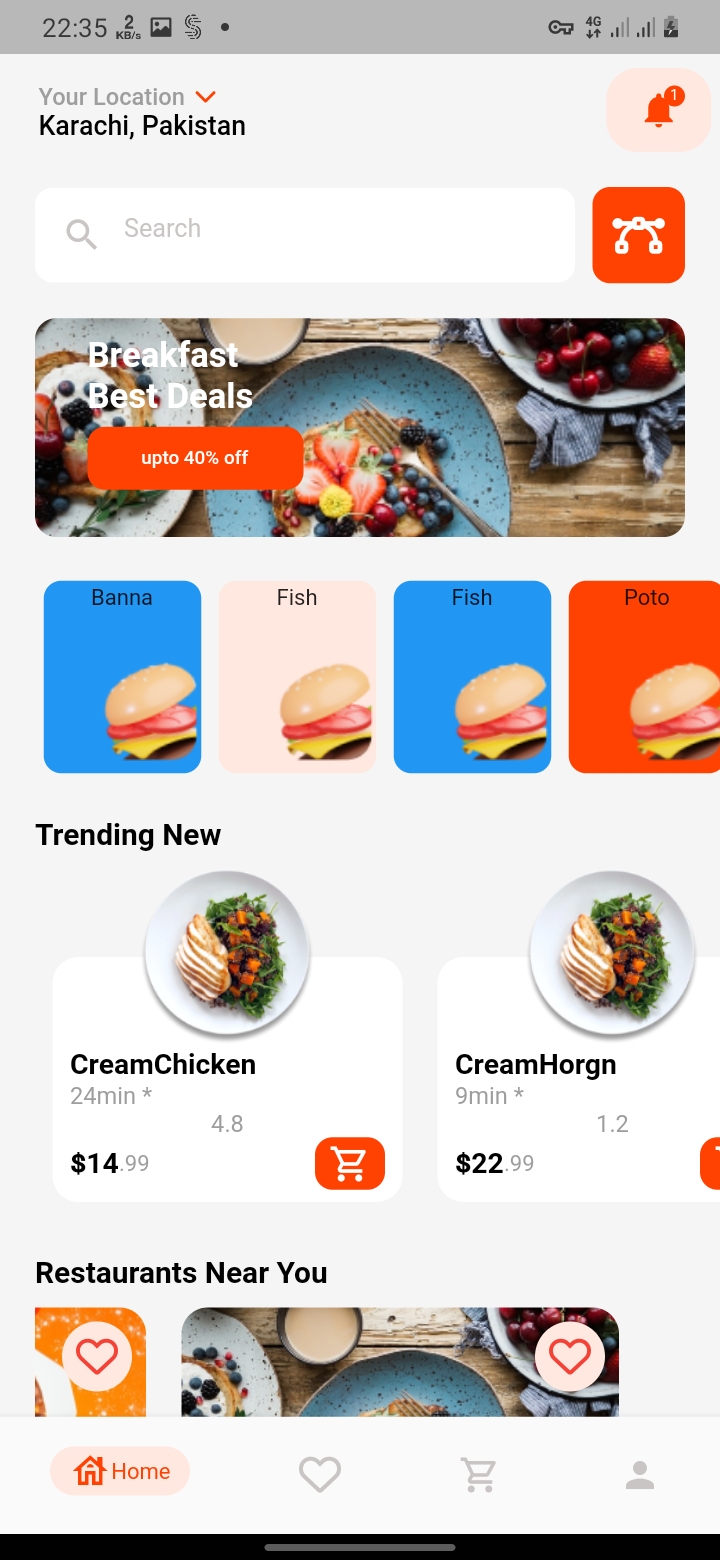 22:35 2 KB/s 4G
Your Location
Karachi, Pakistan
1
Search
Breakfast
Best Deals
upto 40% off
Banna Fish Fish Poto
Trending New
CreamChicken CreamHorgn
24min * 9min *
4.8 1.2
$14.99 $22.99
Restaurants Near You
Home